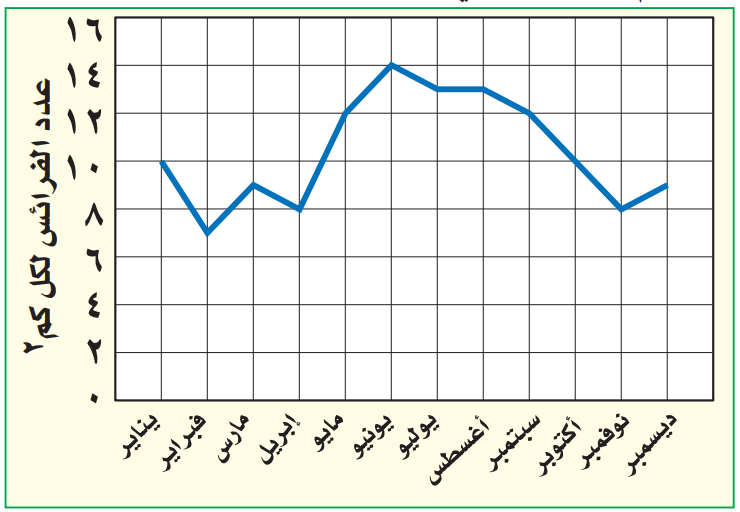 عدد الفرائس لكل كم٢
١٦
١٤
١٢
١٠
٨
٦
٤
٢
٠
يناير
فبراير
مارس
إبريل
مايو
يونيو
يوليو
أغسطس
سبتمبر
أكتوبر
نوفمبر
ديسمبر